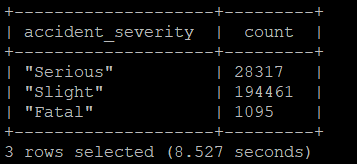 +--------------------+---------+
| accident_severity | count |
+--------------------+---------+
| "Serious" | 28317 |
| "Slight" | 194461 |
| "Fatal" | 1095 |
+--------------------+---------+
3 rows selected (8.527 seconds)